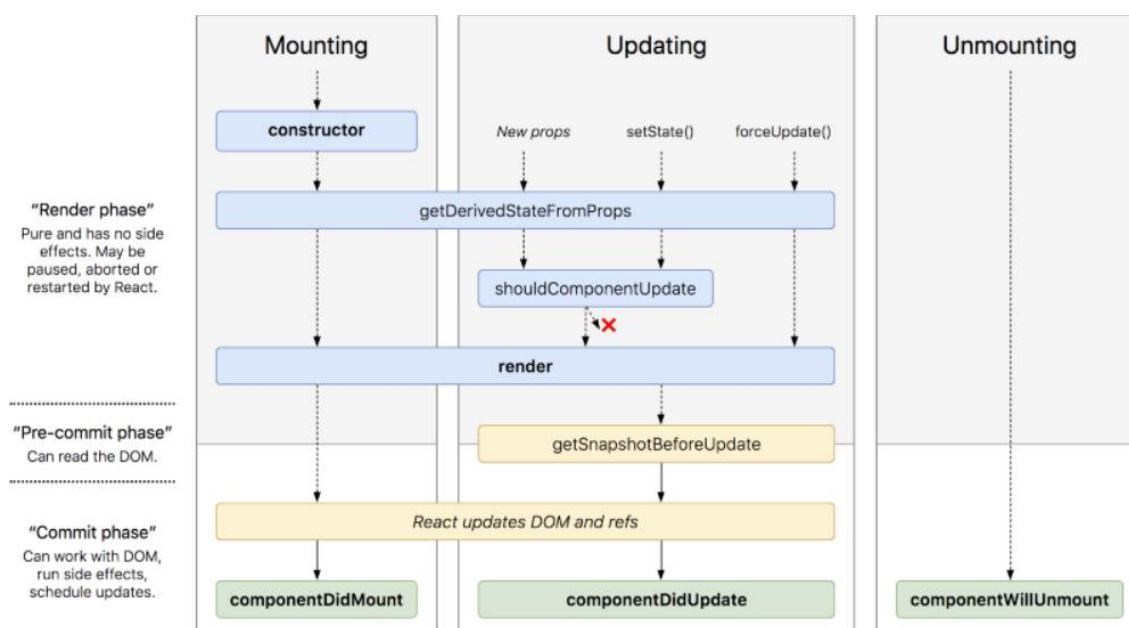 Mounting
Updating
Unmounting
constructor
New props
setState()
forceUpdate()
“Render phase”
Pure and has no side
effects. May be
paused, aborted or
restarted by React.
getDerivedStateFromProps
shouldComponentUpdate
render
“Pre-commit phase”
Can read the DOM.
getSnapshotBeforeUpdate
“Commit phase”
Can work with DOM,
run side effects,
schedule updates.
React updates DOM and refs
componentDidMount
componentDidUpdate
componentWillUnmount